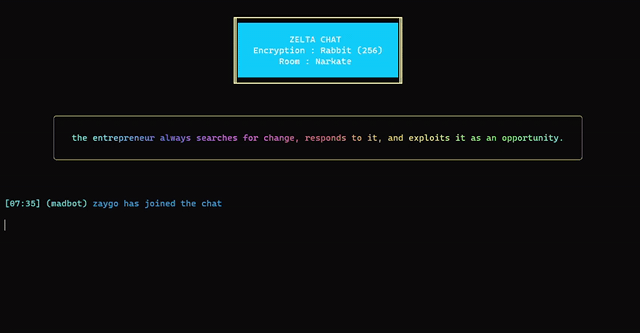 ZELTA CHAT
Encryption : Rabbit (256)
Room : Narkate
the entrepreneur always searches for change, responds to it, and exploits it as an opportunity.
[07:35] (madbot) zaygo has joined the chat